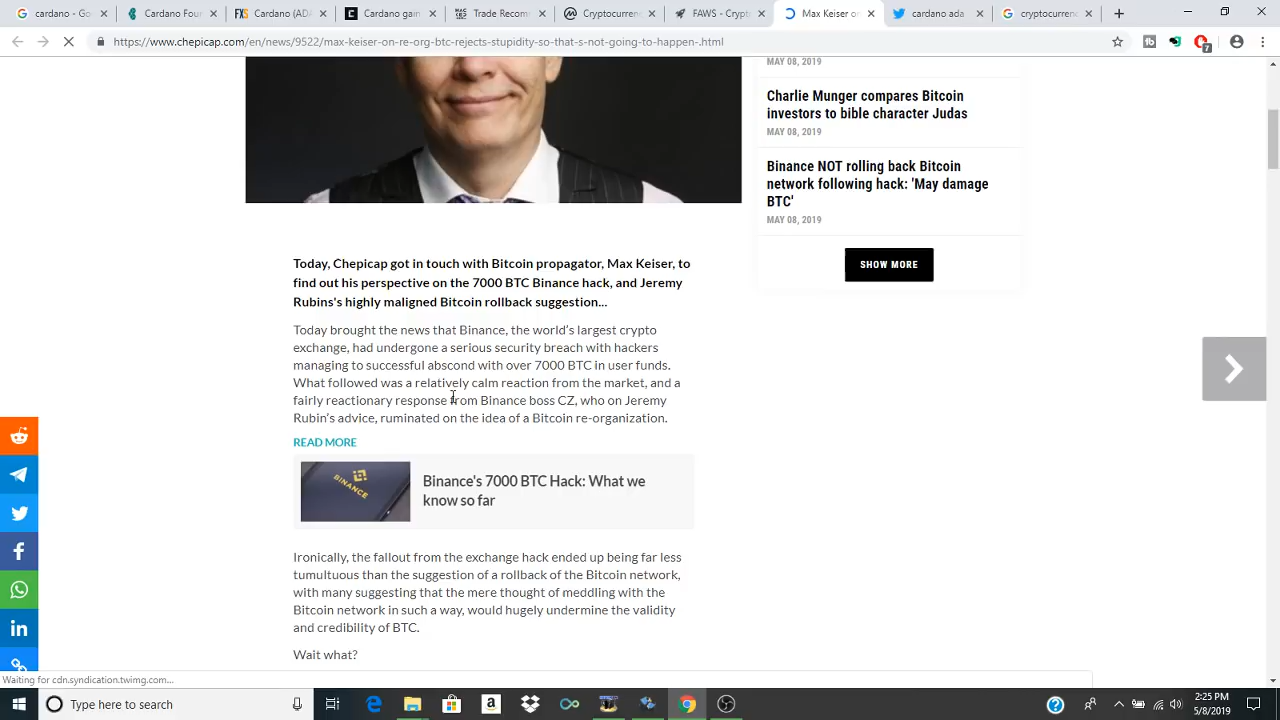 cardano - G
Cardano Foun
Cardano (ADA
Cardano gain
Trade Recomm
Cryptocurrenc
FAWS - Crypto
Max Keiser on
cardano ada
cryptocurrenc
https://www.chepicap.com/en/news/9522/max-keiser-on-re-org-btc-rejects-stupidity-so-that-s-not-going-to-happen-.html
7
MAY 08, 2019
Charlie Munger compares Bitcoin
investors to bible character Judas
MAY 08, 2019
Binance NOT rolling back Bitcoin
network following hack: 'May damage
BTC'
MAY 08, 2019
SHOW MORE
Today, Chepicap got in touch with Bitcoin propagator, Max Keiser, to
find out his perspective on the 7000 BTC Binance hack, and Jeremy
Rubins's highly maligned Bitcoin rollback suggestion...
Today brought the news that Binance, the world's largest crypto
exchange, had undergone a serious security breach with hackers
managing to successful abscond with over 7000 BTC in user funds.
What followed was a relatively calm reaction from the market, and a
fairly reactionary response from Binance boss CZ, who on Jeremy
Rubin's advice, ruminated on the idea of a Bitcoin re-organization.
READ MORE
BINANCE
Binance's 7000 BTC Hack: What we
know so far
Ironically, the fallout from the exchange hack ended up being far less
tumultuous than the suggestion of a rollback of the Bitcoin network,
with many suggesting that the mere thought of meddling with the
Bitcoin network in such a way, would hugely undermine the validity
and credibility of BTC.
Wait what?
Waiting for cdn.syndication.twimg.com...
Type here to search
2:25 PM
5/8/2019